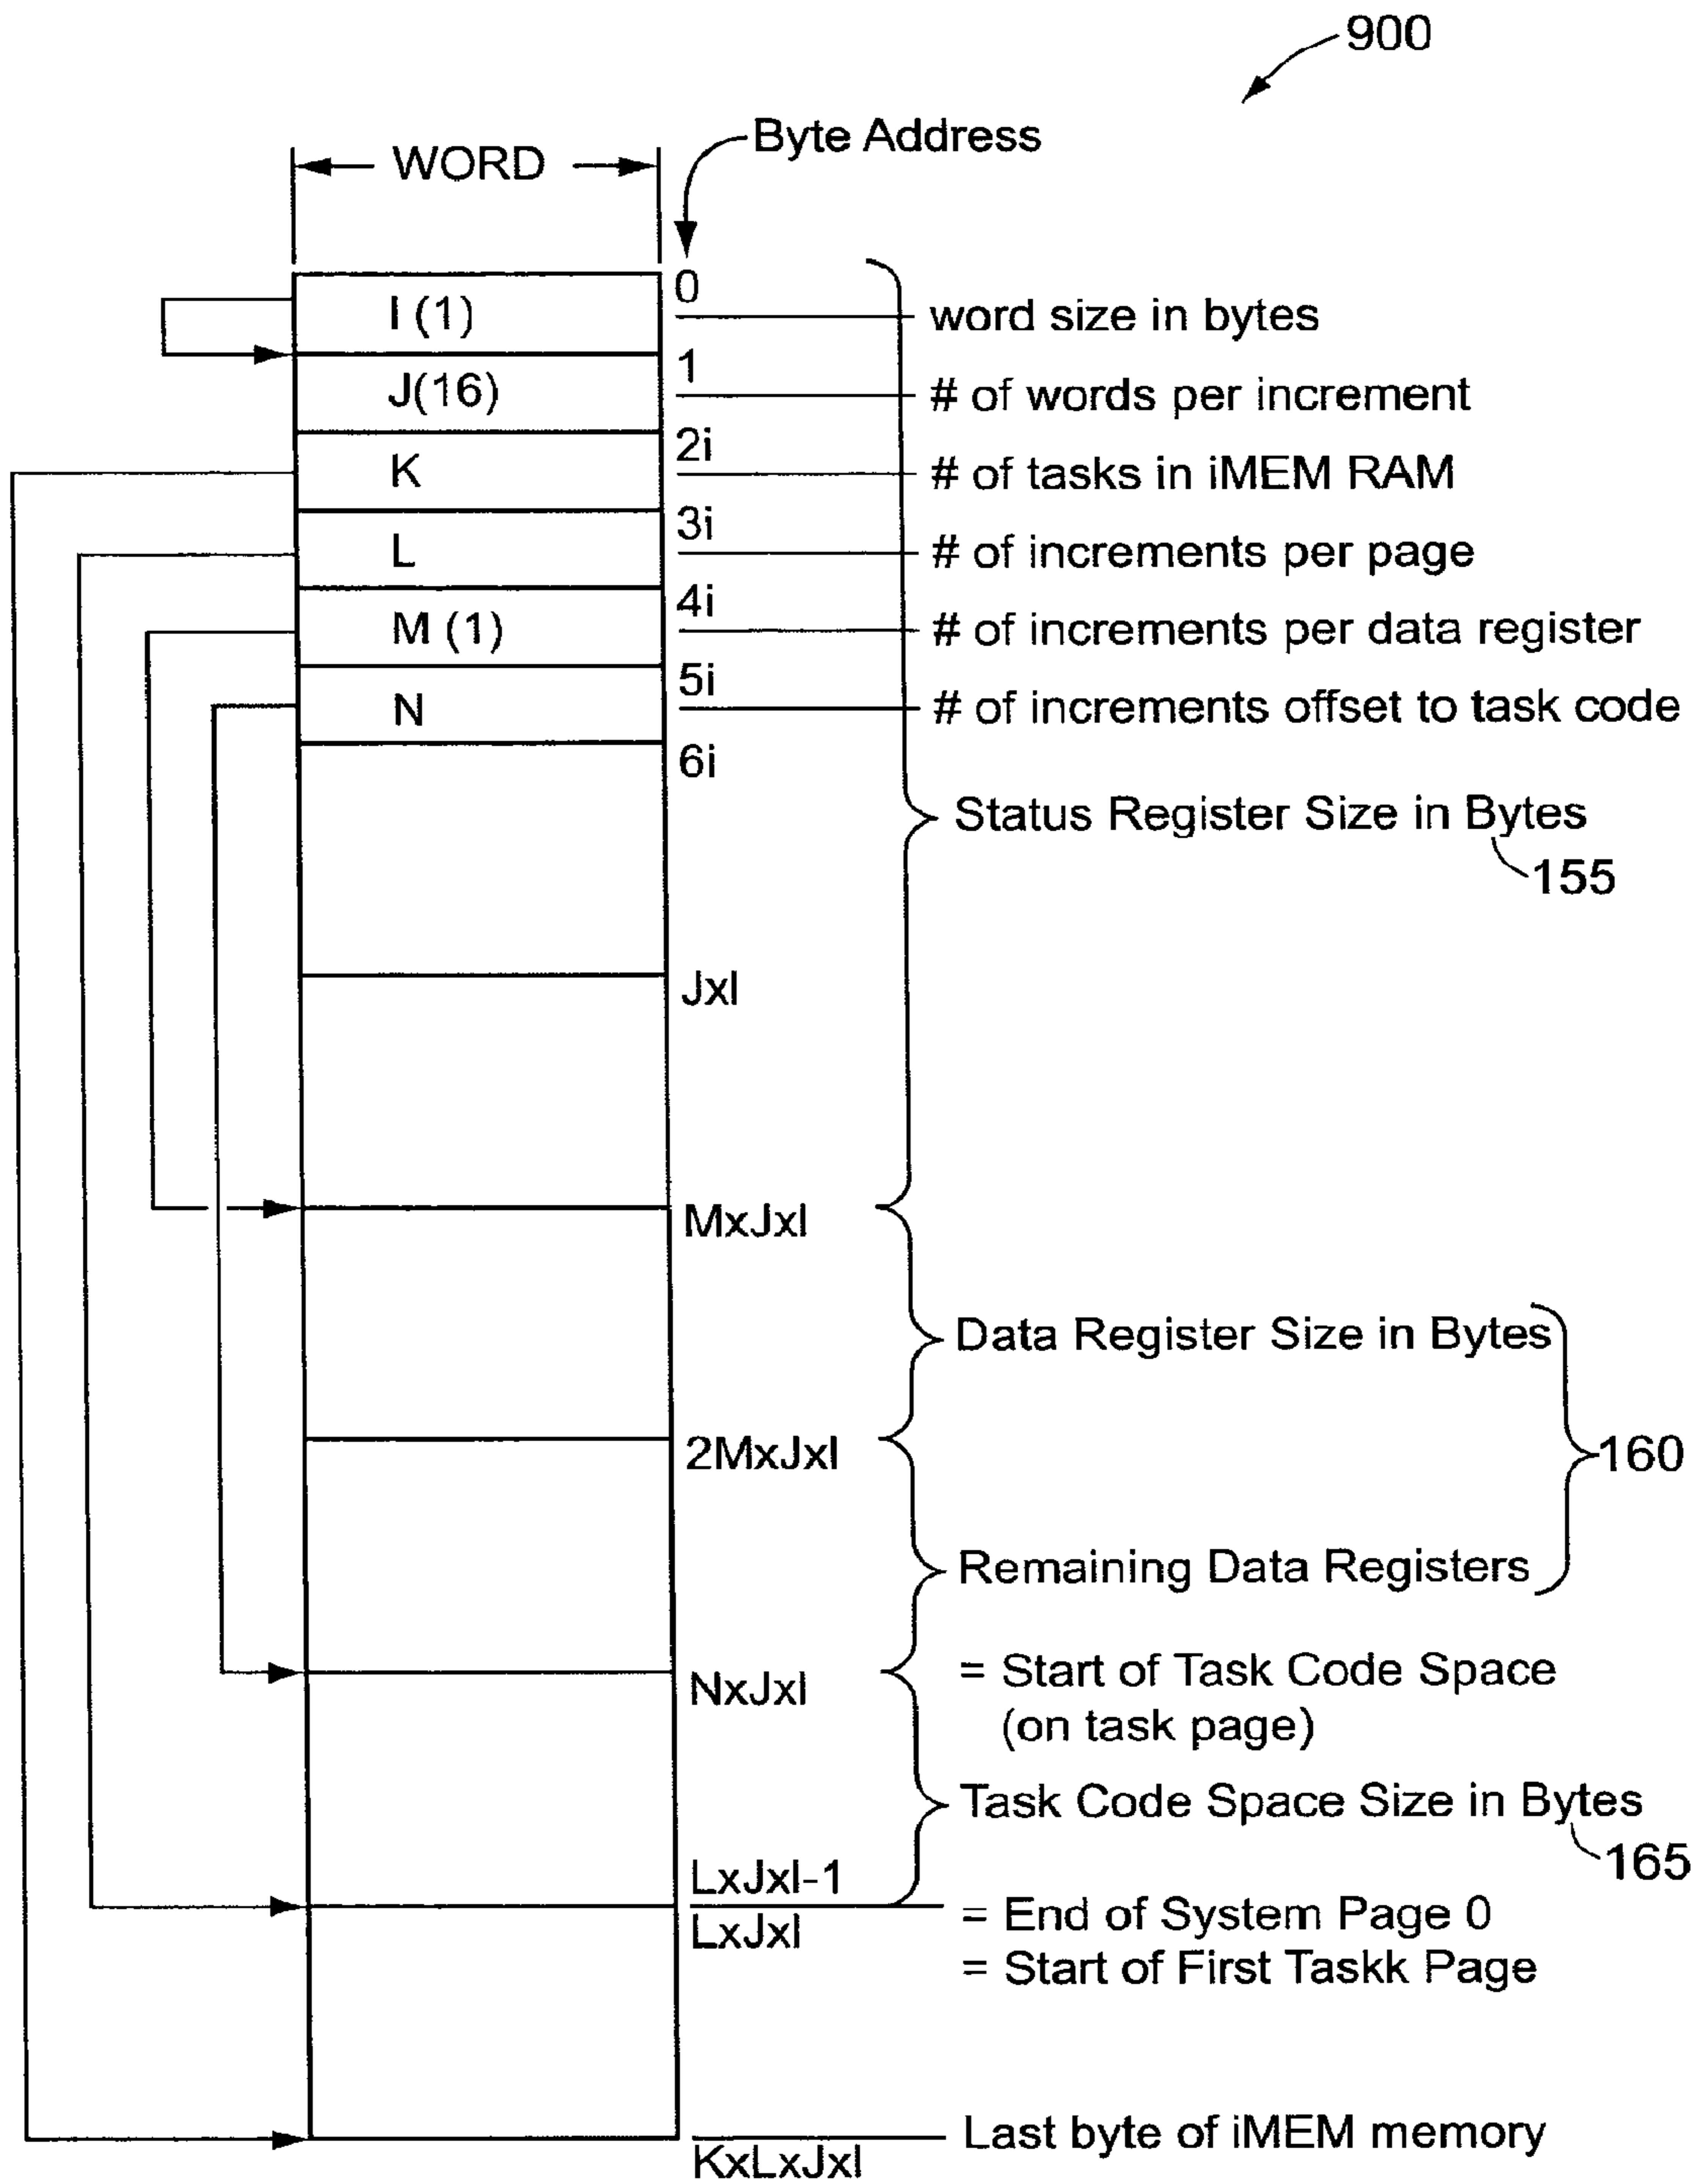 900
Byte Address
WORD
0
I (1)
word size in bytes
1
J(16)
# of words per increment
2i
K
# of tasks in iMEM RAM
3i
L
# of increments per page
4i
M (1)
# of increments per data register
5i
N
# of increments offset to task code
6i
Status Register Size in Bytes
155
JxI
MxJxI
Data Register Size in Bytes
2MxJxI
160
Remaining Data Registers
NxJxI
= Start of Task Code Space
(on task page)
Task Code Space Size in Bytes
165
LxJxI-1
LxJxI
= End of System Page 0
= Start of First Taskk Page
Last byte of iMEM memory
KxLxJxI